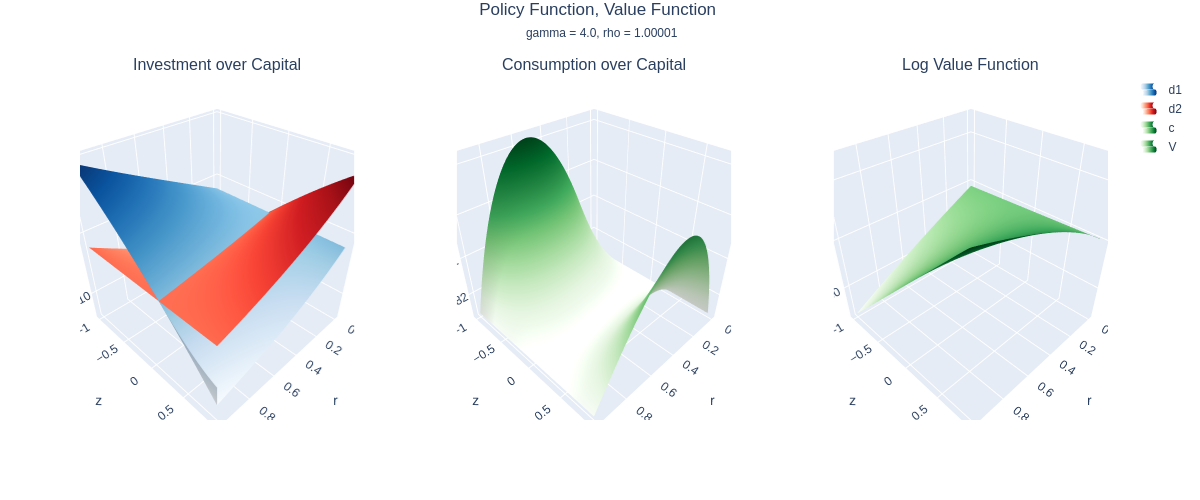 Policy Function, Value Function
gamma = 4.0, rho = 1.00001
Investment over Capital
Consumption over Capital
Log Value Function
d1
d2
c
V
−1
−0.5
0
0.5
z
0.2
0.4
0.6
0.8
r
−1
−0.5
0
0.5
z
0
0.2
0.4
0.6
0.8
r
−1
−0.5
0
0.5
z
0
0.2
0.4
0.6
0.8
r